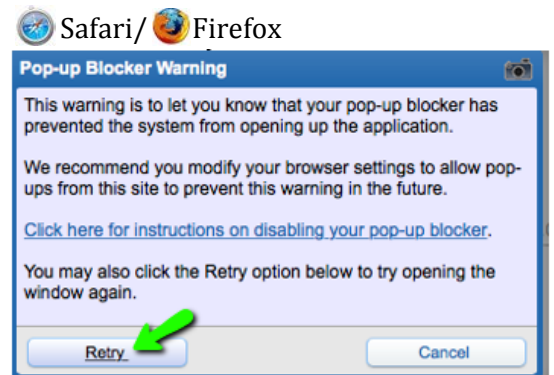 Safari/ Firefox
Pop-up Blocker Warning
This warning is to let you know that your pop-up blocker has
prevented the system from opening up the application.
We recommend you modify your browser settings to allow pop-
ups from this site to prevent this warning in the future.
Click here for instructions on disabling your pop-up blocker.
You may also click the Retry option below to try opening the
window again.
Retry Cancel